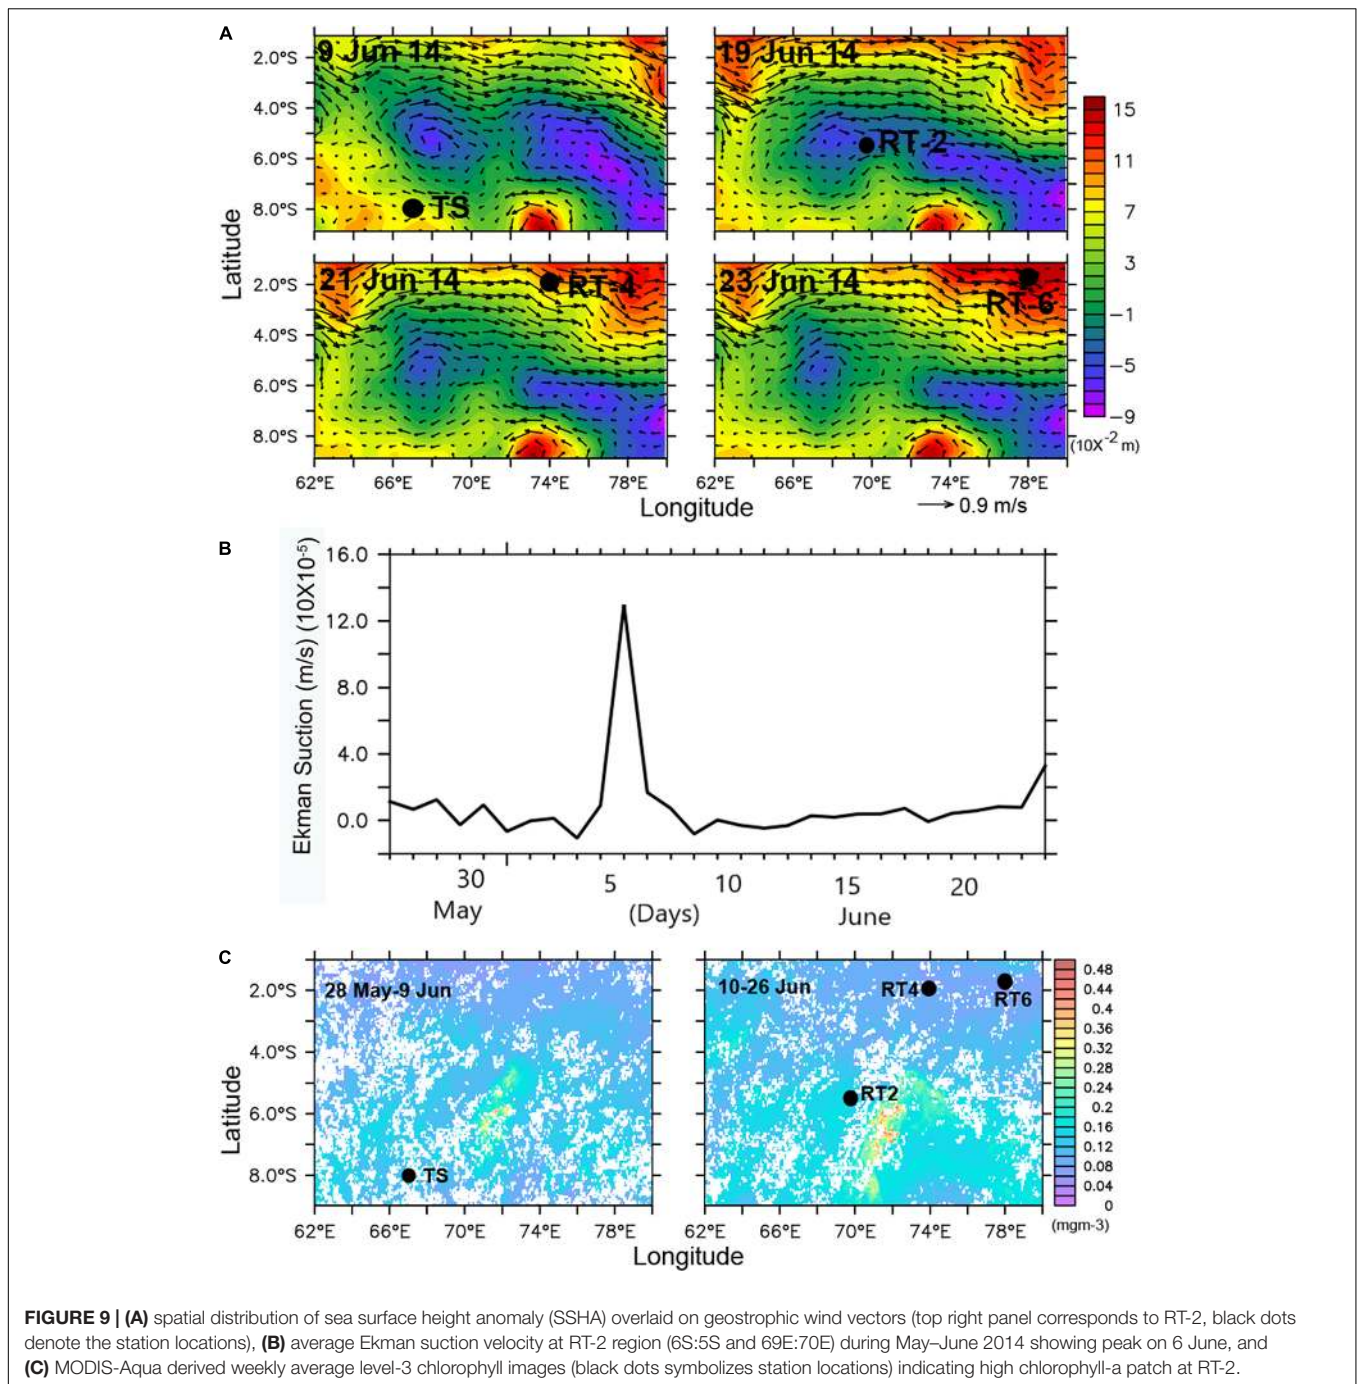 A
9 Jun 14
19 Jun 14
2.0°S
4.0°S
6.0°S
8.0°S
TS
RT-2
21 Jun 14
23 Jun 14
2.0°S
4.0°S
6.0°S
8.0°S
RT-4
RT-6
62°E 66°E 70°E 74°E 78°E
62°E 66°E 70°E 74°E 78°E
Latitude
Longitude
0.9 m/s
15
11
7
3
−1
−5
−9
(10X⁻² m)
B
Ekman Suction (m/s) (10X10⁻⁵)
16.0
12.0
8.0
4.0
0.0
30 5 10 15 20
May (Days) June
C
28 May-9 Jun
10-26 Jun
2.0°S
4.0°S
6.0°S
8.0°S
TS
RT4
RT6
RT2
62°E 66°E 70°E 74°E 78°E
62°E 66°E 70°E 74°E 78°E
Latitude
Longitude
0.48
0.44
0.4
0.36
0.32
0.28
0.24
0.2
0.16
0.12
0.08
0.04
0
(mgm-3)
FIGURE 9 | (A) spatial distribution of sea surface height anomaly (SSHA) overlaid on geostrophic wind vectors (top right panel corresponds to RT-2, black dots
denote the station locations), (B) average Ekman suction velocity at RT-2 region (6S:5S and 69E:70E) during May–June 2014 showing peak on 6 June, and
(C) MODIS-Aqua derived weekly average level-3 chlorophyll images (black dots symbolizes station locations) indicating high chlorophyll-a patch at RT-2.